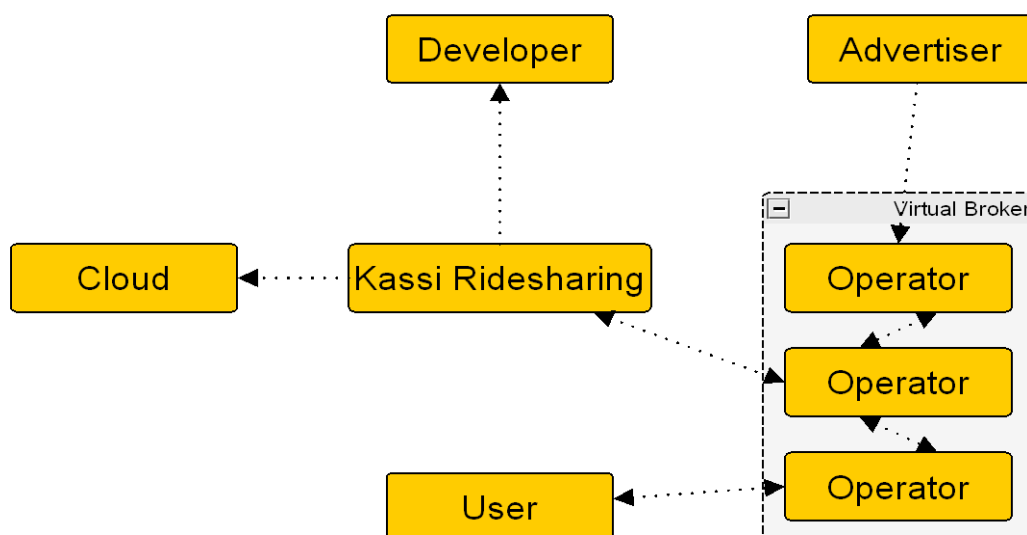 Developer
Advertiser
Virtual Broker
Cloud
Kassi Ridesharing
Operator
Operator
Operator
User